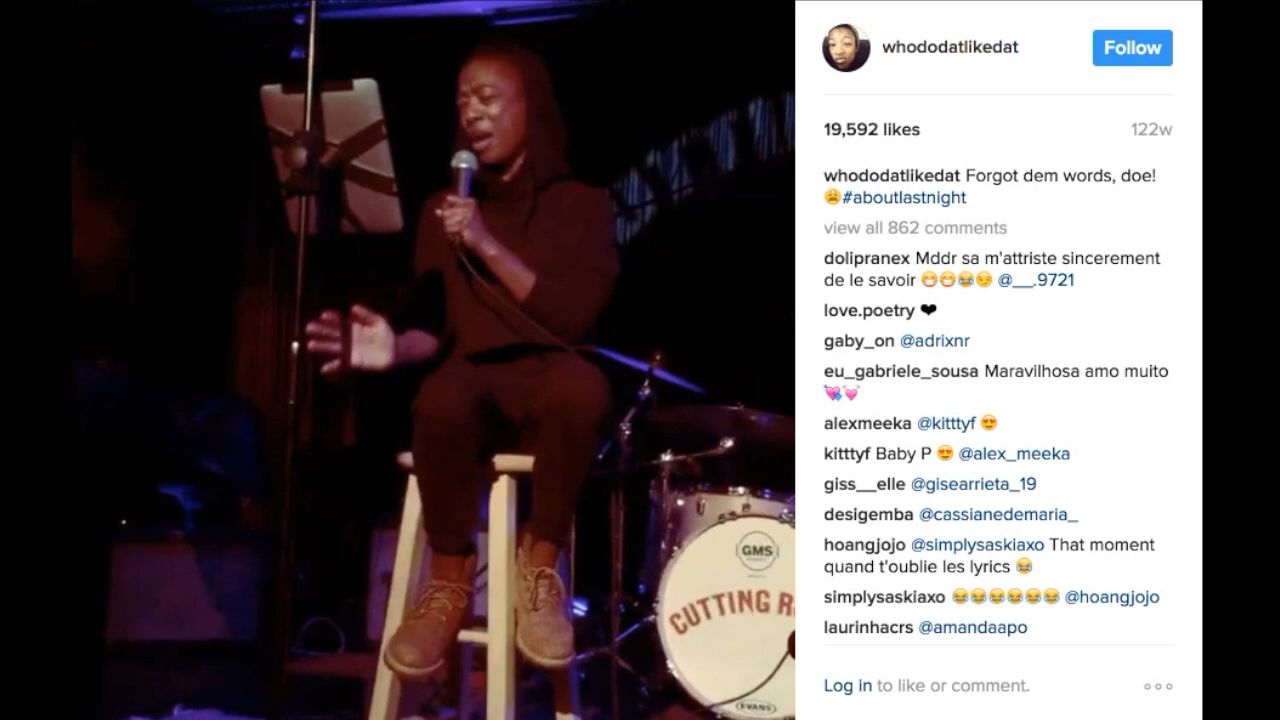 whododatlikedat
Follow
19,592 likes
122w
whododatlikedat Forgot dem words, doe!
😩#aboutlastnight
view all 862 comments
dolipranex Mddr sa m'attriste sincerement
de le savoir 😷😷😂😏 @__.9721
love.poetry ❤
gaby_on @adrixnr
eu_gabriele_sousa Maravilhosa amo muito
💘💓
alexmeeka @kitttyf 😍
kitttyf Baby P 😍 @alex_meeka
giss__elle @gisearrieta_19
desigemba @cassianedemaria_
hoangjojo @simplysaskiaxo That moment
quand t'oublie les lyrics 😂
simplysaskiaxo 😂😂😂😂😂😂 @hoangjojo
laurinhacrs @amandaapo
Log in to like or comment.
GMS
CUTTING R
EVANS